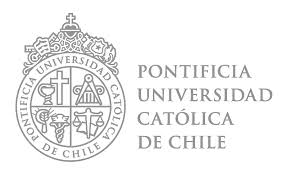 PONTIFICIA UNIVERSIDAD CATOLICA DE CHILE
PONTIFICIA
UNIVERSIDAD
CATÓLICA
DE CHILE